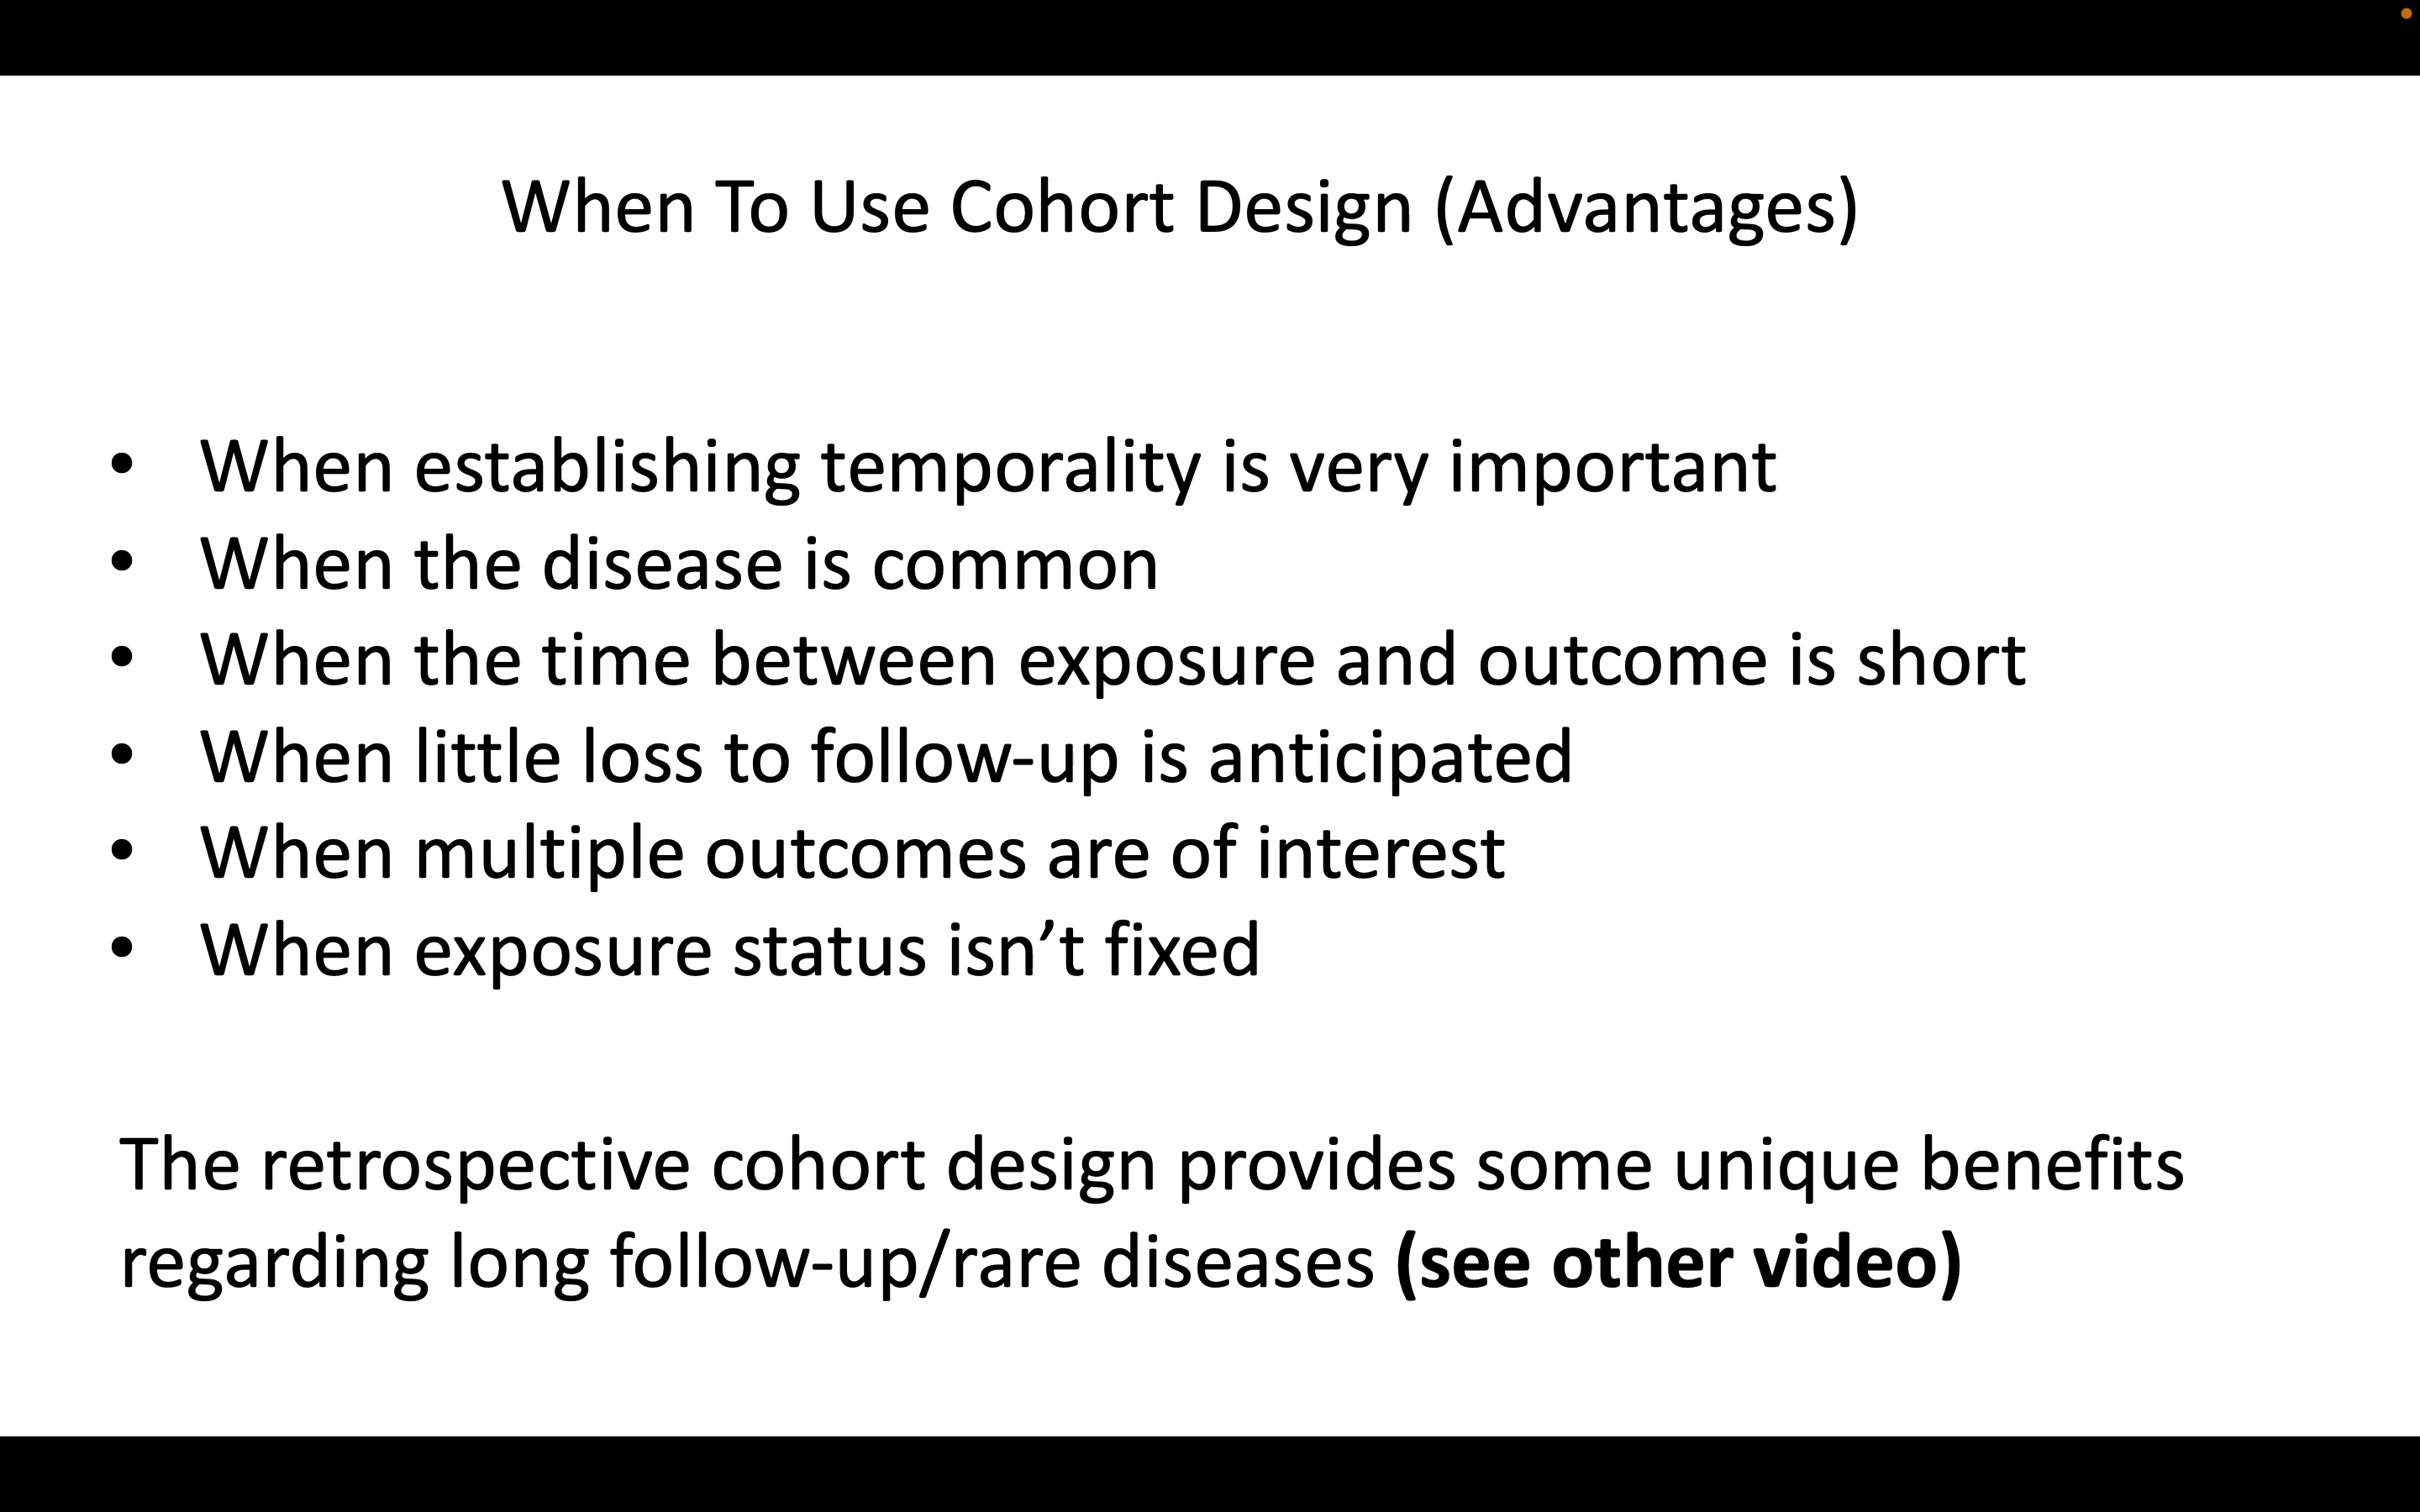 When To Use Cohort Design (Advantages)
• When establishing temporality is very important
• When the disease is common
• When the time between exposure and outcome is short
• When little loss to follow-up is anticipated
• When multiple outcomes are of interest
• When exposure status isn’t fixed
The retrospective cohort design provides some unique benefits
regarding long follow-up/rare diseases (see other video)